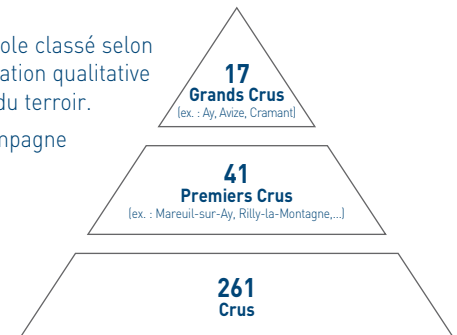 ole classé selon
ation qualitative
du terroir.
npagne
17
Grands Crus
(ex. : Ay, Avize, Cramant)
41
Premiers Crus
(ex. : Mareuil-sur-Ay, Rilly-la-Montagne,...)
261
Crus